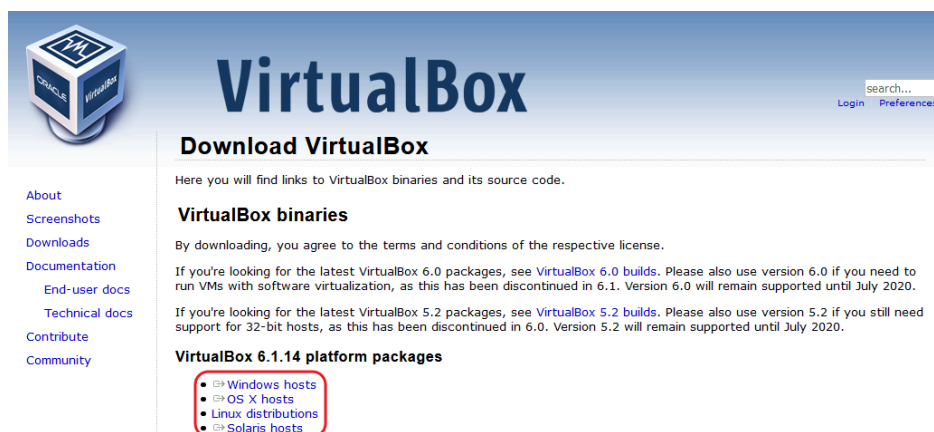 ORACLE
VirtualBox
VirtualBox
search...
Login Preferences
Download VirtualBox
Here you will find links to VirtualBox binaries and its source code.
About
Screenshots
Downloads
Documentation
End-user docs
Technical docs
Contribute
Community
VirtualBox binaries
By downloading, you agree to the terms and conditions of the respective license.
If you're looking for the latest VirtualBox 6.0 packages, see VirtualBox 6.0 builds. Please also use version 6.0 if you need to
run VMs with software virtualization, as this has been discontinued in 6.1. Version 6.0 will remain supported until July 2020.
If you're looking for the latest VirtualBox 5.2 packages, see VirtualBox 5.2 builds. Please also use version 5.2 if you still need
support for 32-bit hosts, as this has been discontinued in 6.0. Version 5.2 will remain supported until July 2020.
VirtualBox 6.1.14 platform packages
Windows hosts
OS X hosts
Linux distributions
Solaris hosts